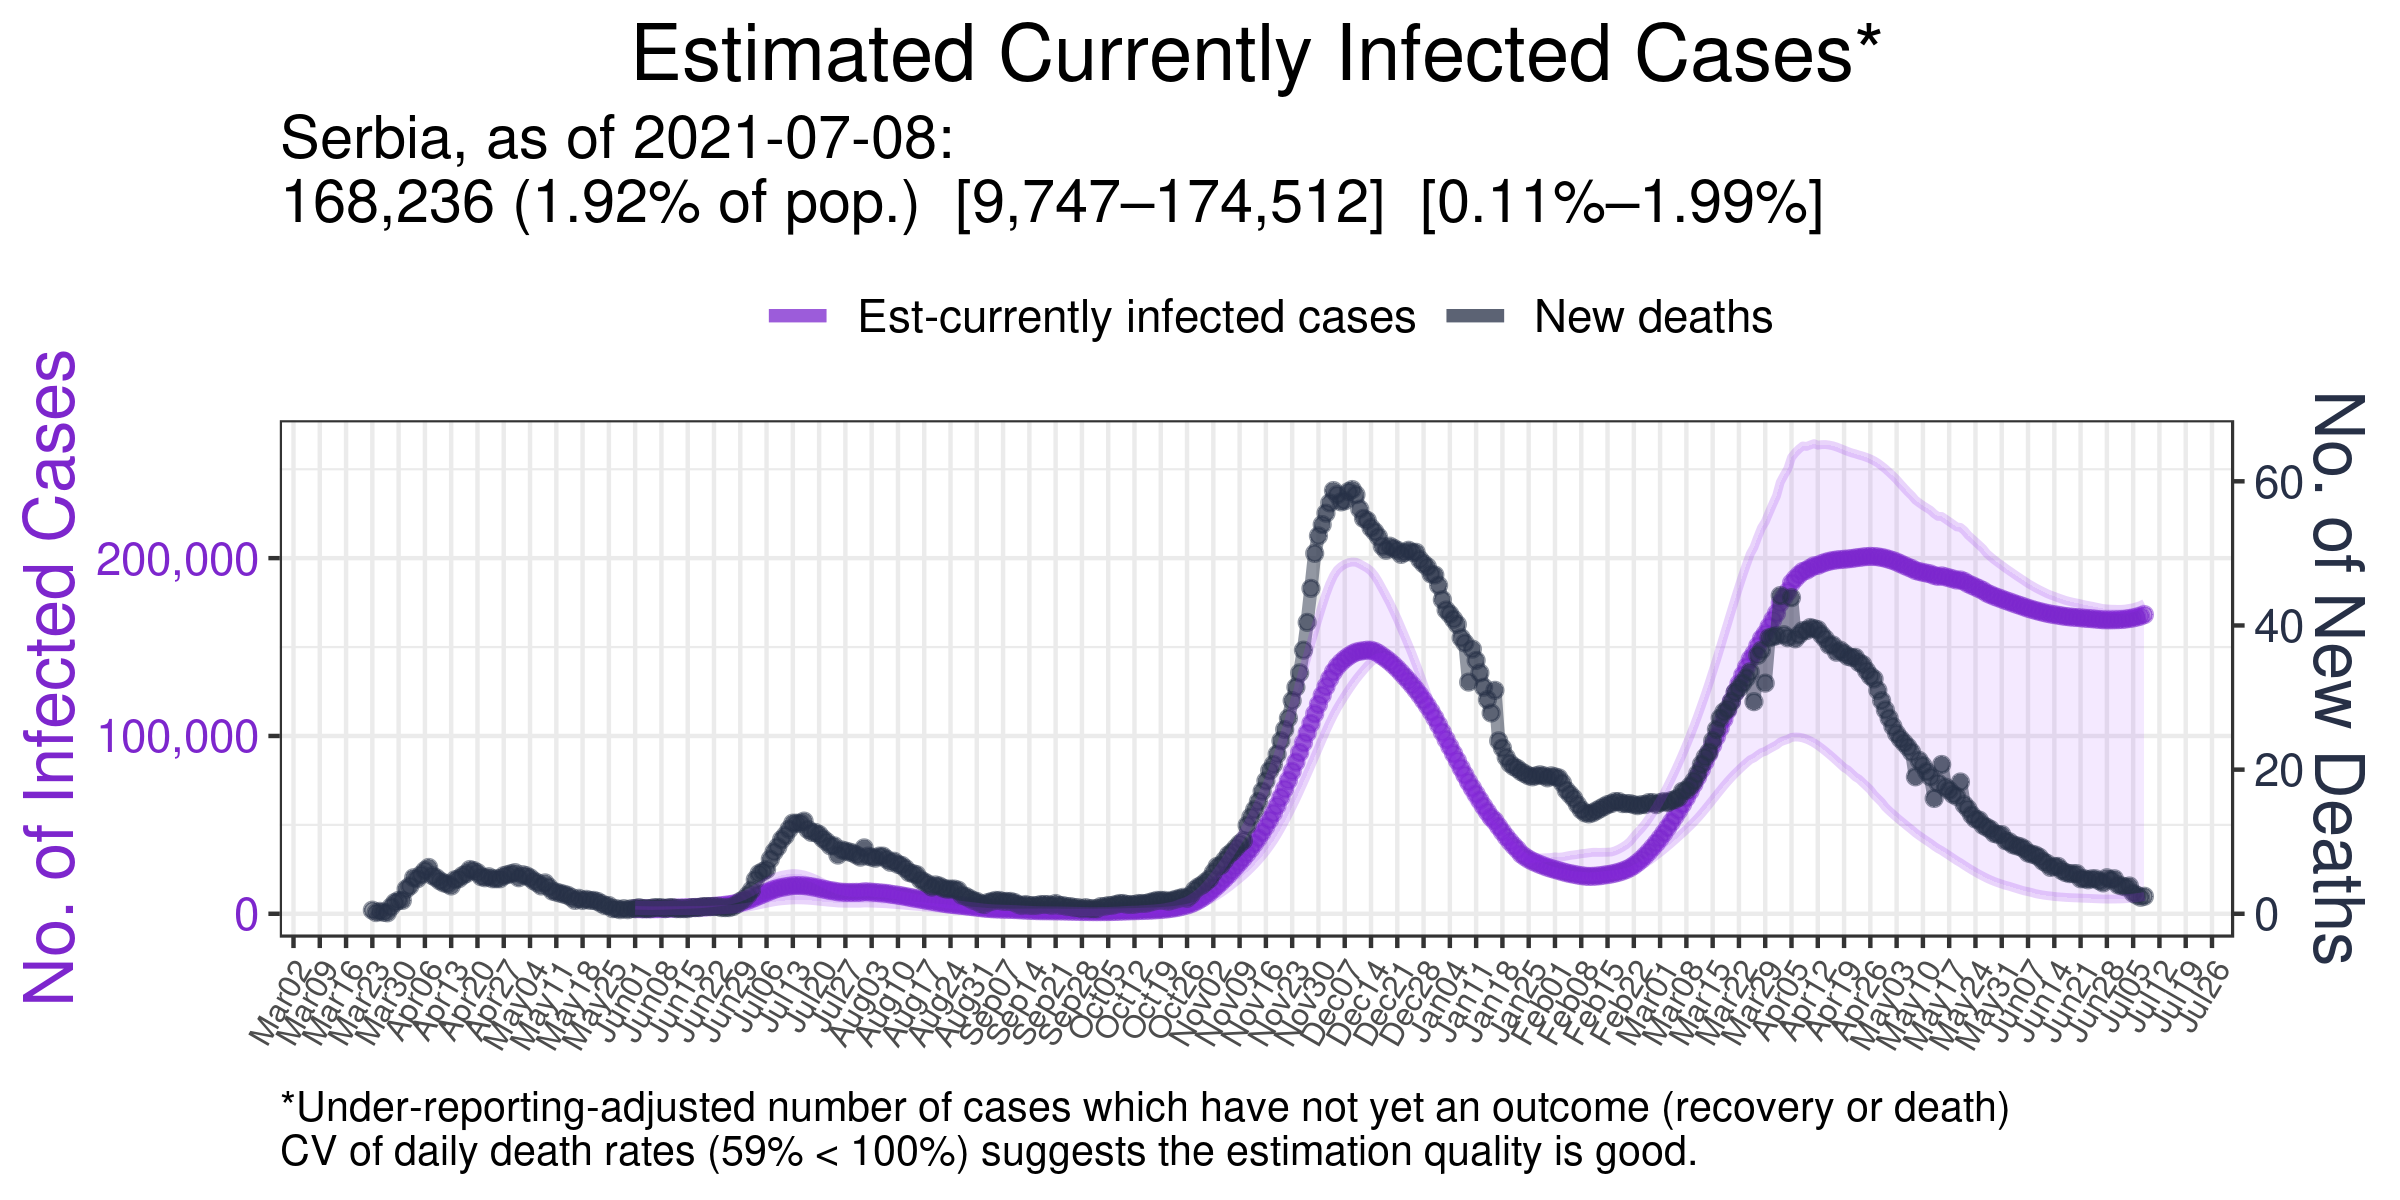 Estimated Currently Infected Cases*
Serbia, as of 2021-07-08:
168,236 (1.92% of pop.)  [9,747–174,512]  [0.11%–1.99%]
Est-currently infected cases
New deaths
No. of Infected Cases
200,000
100,000
0
60
40
20
0
No. of New Deaths
Mar02
Mar09
Mar16
Mar23
Mar30
Apr06
Apr13
Apr20
Apr27
May04
May11
May18
May25
Jun01
Jun08
Jun15
Jun22
Jun29
Jul06
Jul13
Jul20
Jul27
Aug03
Aug10
Aug17
Aug24
Aug31
Sep07
Sep14
Sep21
Sep28
Oct05
Oct12
Oct19
Oct26
Nov02
Nov09
Nov16
Nov23
Nov30
Dec07
Dec14
Dec21
Dec28
Jan04
Jan11
Jan18
Jan25
Feb01
Feb08
Feb15
Feb22
Mar01
Mar08
Mar15
Mar22
Mar29
Apr05
Apr12
Apr19
Apr26
May03
May10
May17
May24
May31
Jun07
Jun14
Jun21
Jun28
Jul05
Jul12
Jul19
Jul26
*Under-reporting-adjusted number of cases which have not yet an outcome (recovery or death)
CV of daily death rates (59% < 100%) suggests the estimation quality is good.